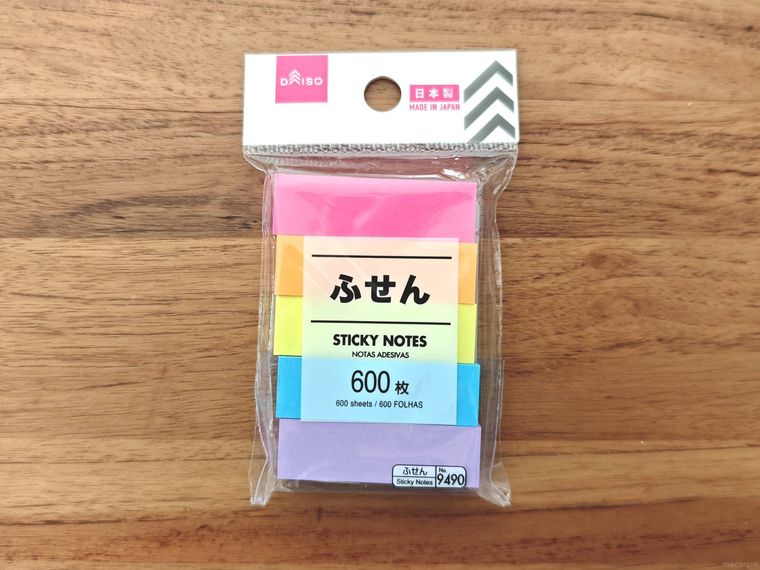 DAISO
日本製
MADE IN JAPAN
ふせん
STICKY NOTES
NOTAS ADESIVAS
600枚
600 sheets / 600 FOLHAS
ふせん
Sticky Notes
No.
9490
macaroni